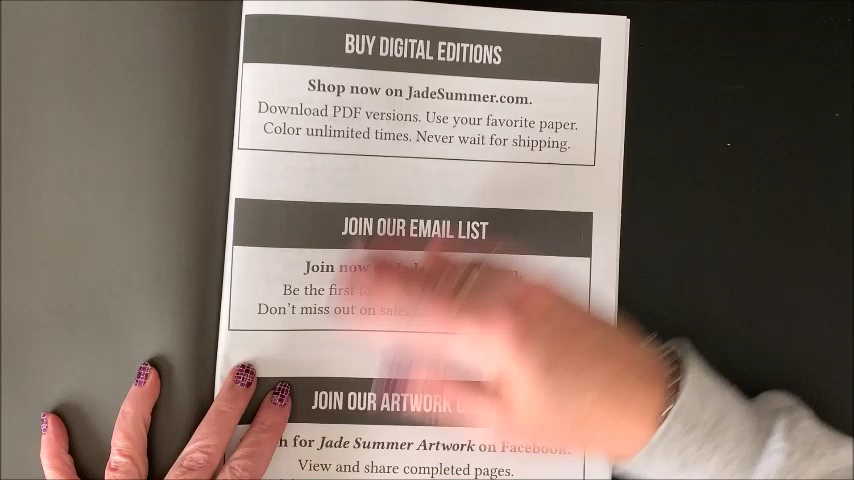 BUY DIGITAL EDITIONS
Shop now on JadeSummer.com.
Download PDF versions. Use your favorite paper.
Color unlimited times. Never wait for shipping.
JOIN OUR EMAIL LIST
Join now
Be the first
Don't miss out on sales
JOIN OUR ARTWORK
for Jade Summer Artwork on Facebook.
View and share completed pages.